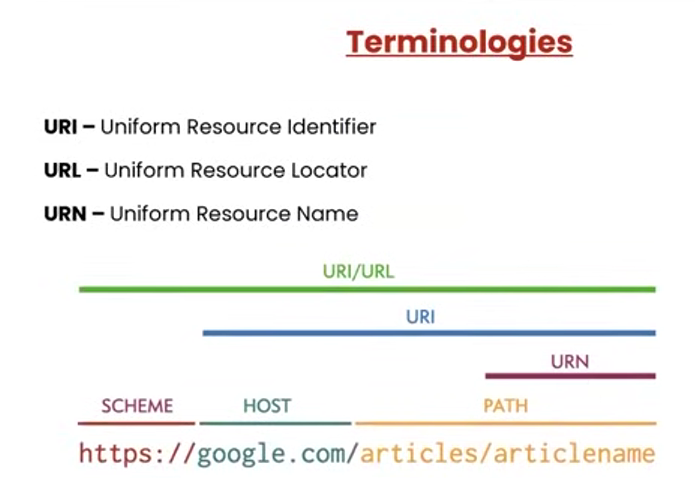 Terminologies
URI – Uniform Resource Identifier
URL – Uniform Resource Locator
URN – Uniform Resource Name
URI/URL
URI
URN
SCHEME HOST PATH
https://google.com/articles/articlename